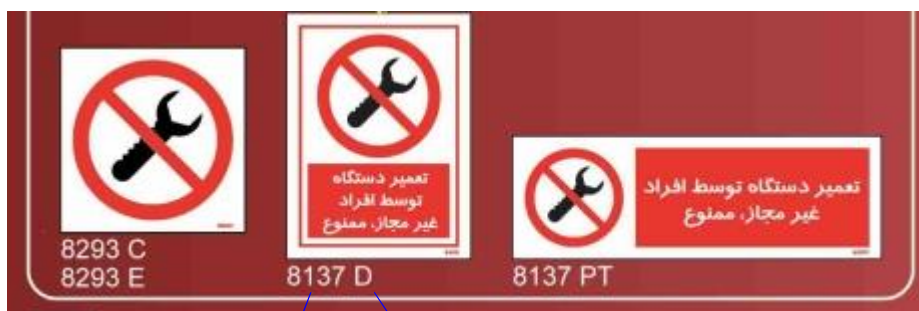 8293 C
8293 E
تعمیر دستگاه
توسط افراد
غیر مجاز، ممنوع
8137 D
تعمیر دستگاه توسط افراد
غیر مجاز، ممنوع
8137 PT